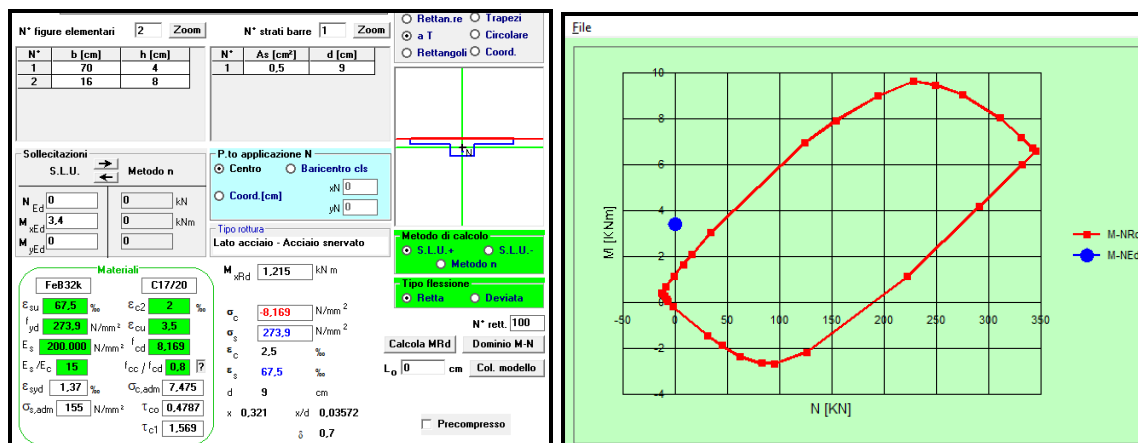 N° figure elementari 2 Zoom N° strati barre 1 Zoom
N° b [cm] h [cm]
1 70 4
2 16 8
N° As [cm²] d [cm]
1 0,5 9
Rettan.re Trapezi
a T Circolare
Rettangoli Coord.
N
Sollecitazioni
S.L.U. Metodo n
N Ed 0 0 kN
M xEd 3,4 0 kNm
M yEd 0 0
P.to applicazione N
Centro Baricentro cls
Coord.[cm] xN 0
yN 0
Tipo rottura
Lato acciaio - Acciaio snervato
Metodo di calcolo
S.L.U.+ S.L.U.-
Metodo n
Tipo flessione
Retta Deviata
N° rett. 100
Calcola MRd Dominio M-N
L₀ 0 cm Col. modello
Precompresso
Materiali
FeB32k C17/20
εsu 67,5 ‰ εc2 2 ‰
fyd 273,9 N/mm² εcu 3,5
Es 200.000 N/mm² fcd 8,169
Es/Ec 15 fcc / fcd 0,8 ?
εsyd 1,37 ‰ σc,adm 7,475
σs,adm 155 N/mm² τco 0,4787
τc1 1,569
M xRd 1,215 kN m
σc -8,169 N/mm²
σs 273,9 N/mm²
εc 2,5 ‰
εs 67,5 ‰
d 9 cm
x 0,321 x/d 0,03572
δ 0,7
File
10
8
6
4
2
0
-2
-4
-50 0 50 100 150 200 250 300 350
M [KNm]
N [KN]
M-NRd
M-NEd